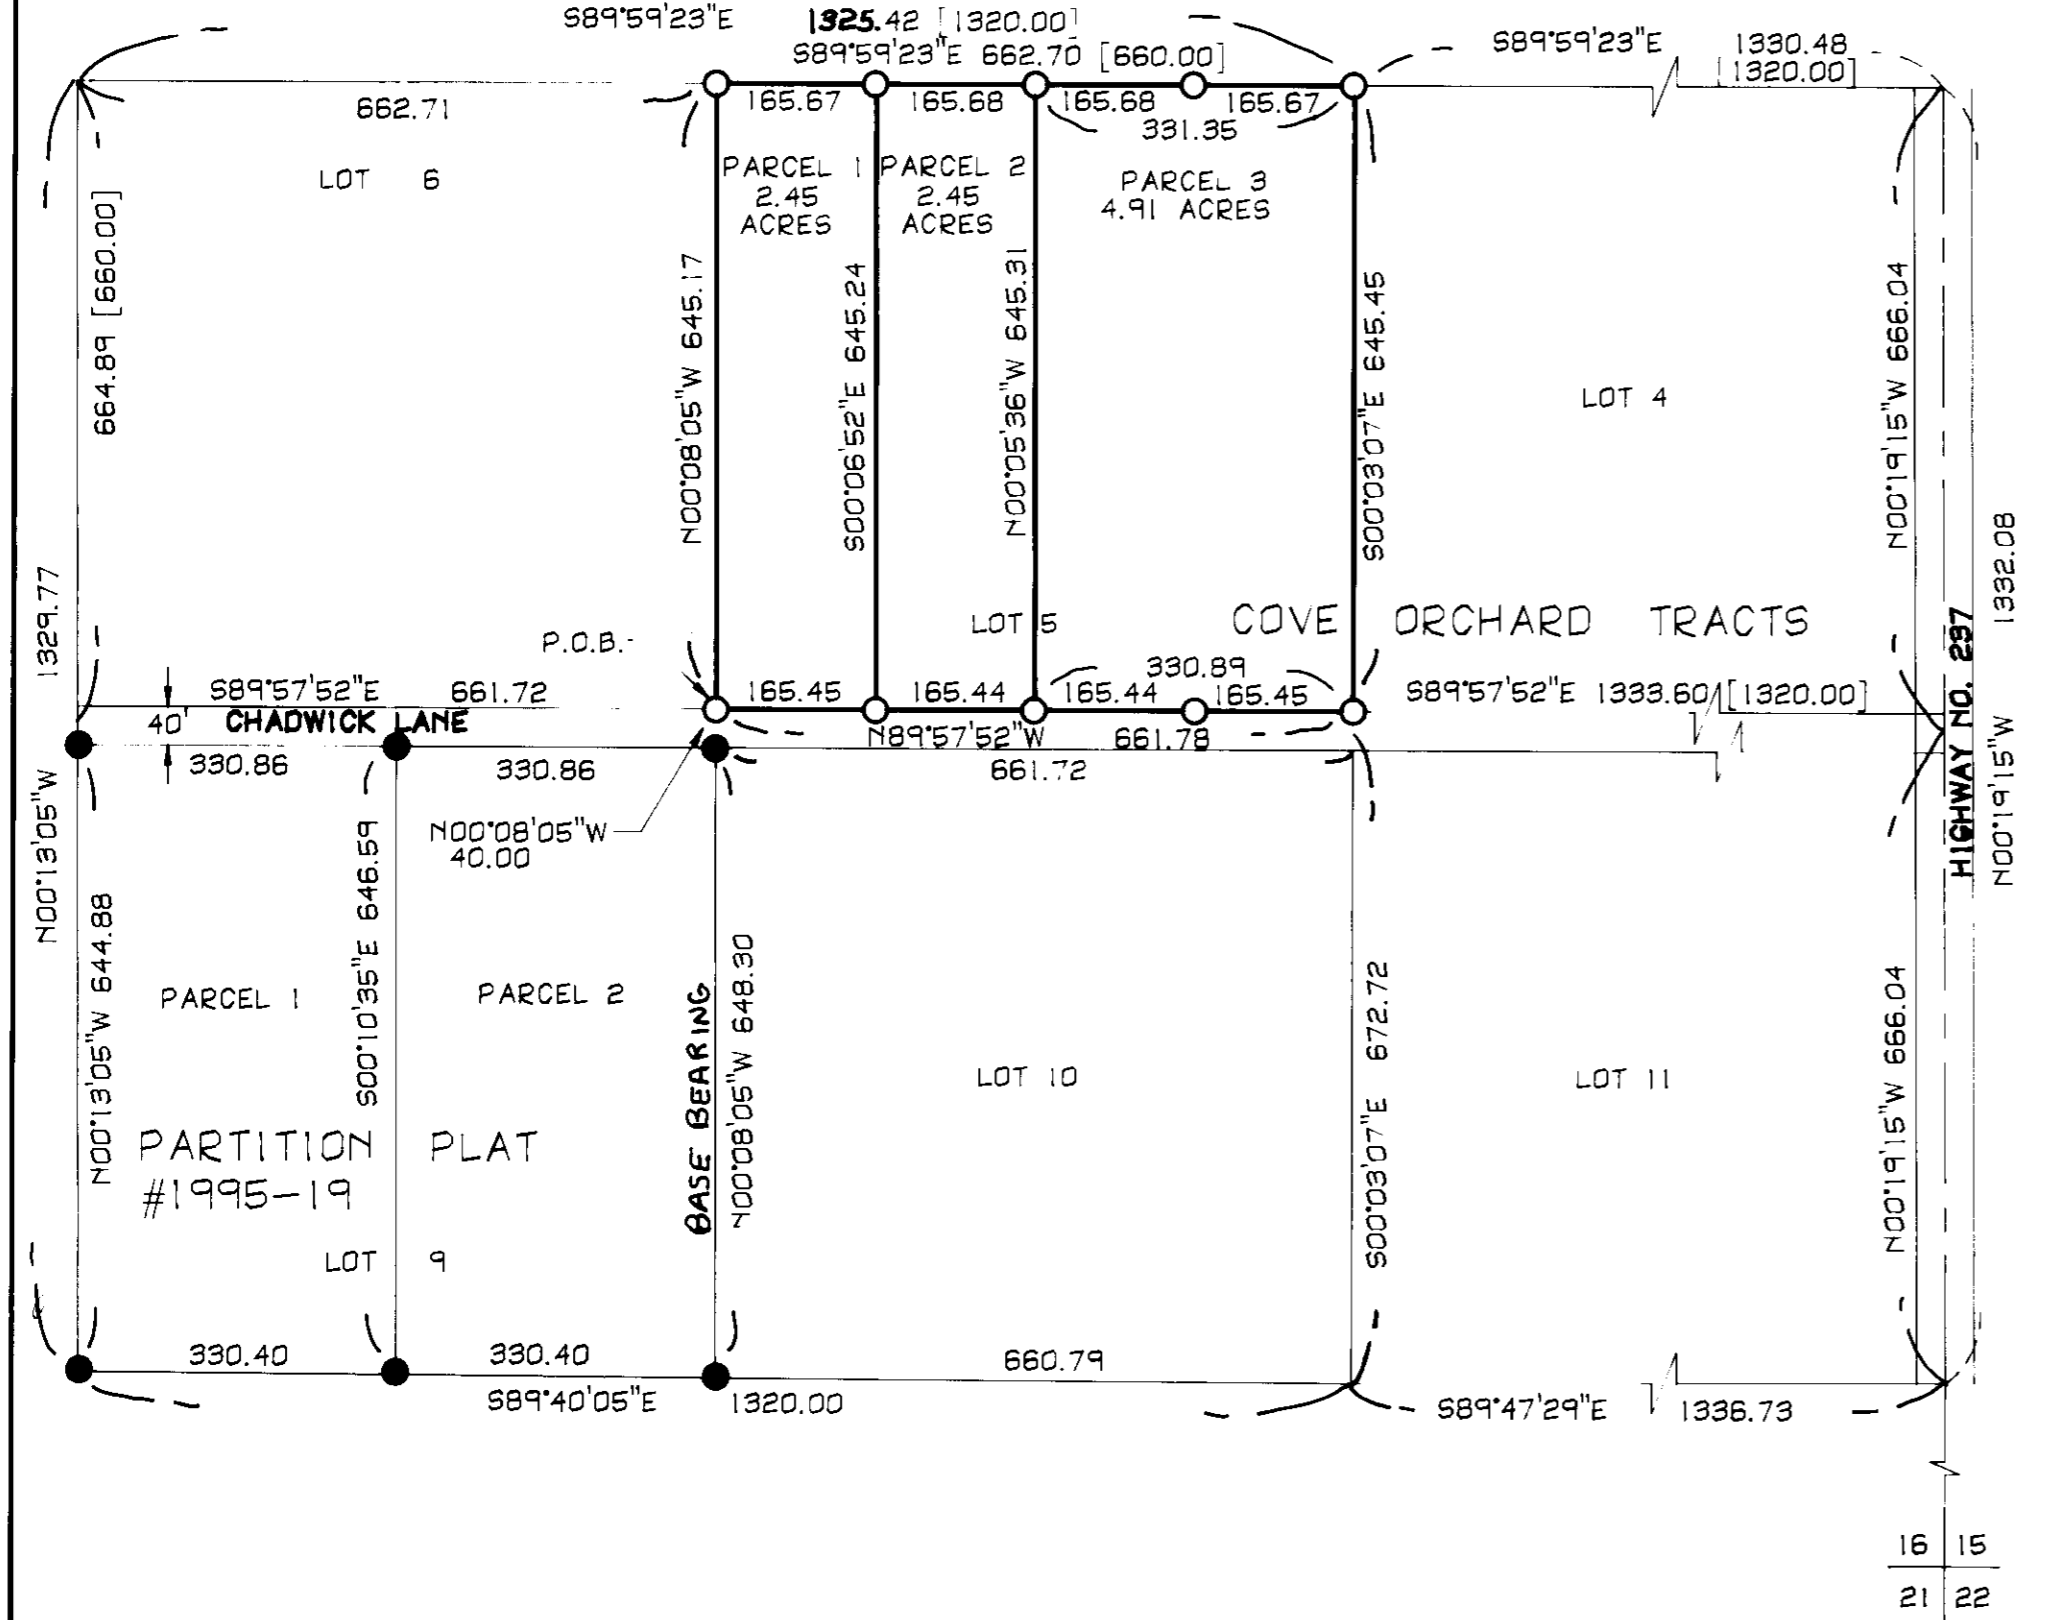 S89°59'23"E 1325.42 [1320.00]
S89°59'23"E 662.70 [660.00]
S89°59'23"E 1330.48
[1320.00]
662.71
165.67 165.68 165.68 165.67
331.35
LOT 6
PARCEL 1
2.45
ACRES
PARCEL 2
2.45
ACRES
PARCEL 3
4.91 ACRES
664.89 [660.00]
N00°08'05"W 645.17
S00°06'52"E 645.24
N00°05'36"W 645.31
S00°03'07"E 645.45
LOT 4
N00°19'15"W 666.04
N00°13'05"W 1329.77
N00°19'15"W 1332.08
HIGHWAY NO. 237
LOT 5
COVE ORCHARD TRACTS
P.O.B.-
330.89
S89°57'52"E 661.72
165.45 165.44 165.44 165.45
S89°57'52"E 1333.60 [1320.00]
40'
CHADWICK LANE
N89°57'52"W 661.78
330.86
330.86
661.72
N00°08'05"W
40.00
N00°13'05"W 644.88
S00°10'35"E 646.59
BASE BEARING
N00°08'05"W 648.30
S00°03'07"E 672.72
N00°19'15"W 666.04
PARCEL 1
PARCEL 2
LOT 10
LOT 11
PARTITION PLAT
#1995-19
LOT 9
330.40
330.40
660.79
S89°40'05"E 1320.00
S89°47'29"E 1336.73
16 15
21 22